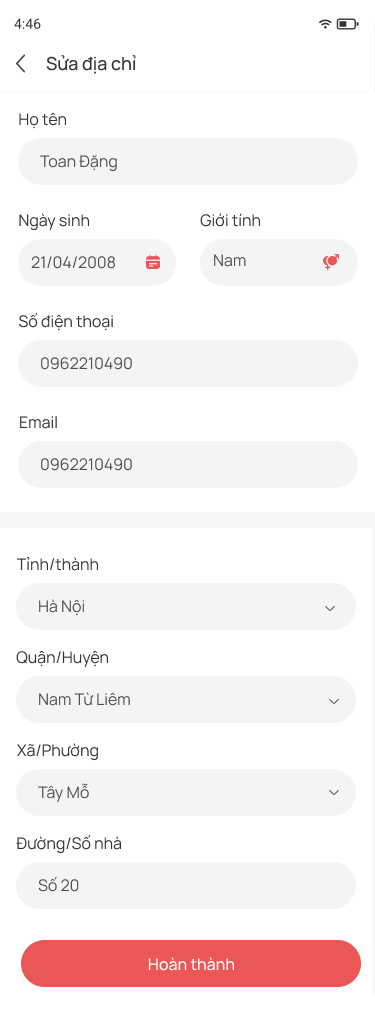 4:46
Sửa địa chỉ
Họ tên
Toan Đặng
Ngày sinh
Giới tính
21/04/2008
Nam
Số điện thoại
0962210490
Email
0962210490
Tỉnh/thành
Hà Nội
Quận/Huyện
Nam Từ Liêm
Xã/Phường
Tây Mỗ
Đường/Số nhà
Số 20
Hoàn thành